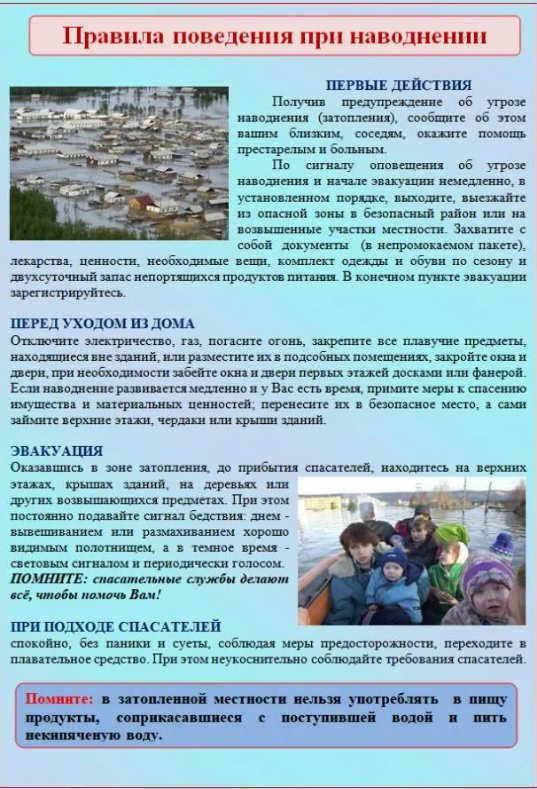 Правила поведения при наводнении
ПЕРВЫЕ ДЕЙСТВИЯ
Получив предупреждение об угрозе
наводнения (затопления), сообщите об этом
вашим близким, соседям, окажите помощь
престарелым и больным.
По сигналу оповещения об угрозе
наводнения и начале эвакуации немедленно, в
установленном порядке, выходите, выезжайте
из опасной зоны в безопасный район или на
возвышенные участки местности. Захватите с
собой документы (в непромокаемом пакете),
лекарства, ценности, необходимые вещи, комплект одежды и обуви по сезону и
двухсуточный запас непортящихся продуктов питания. В конечном пункте эвакуации
зарегистрируйтесь.
ПЕРЕД УХОДОМ ИЗ ДОМА
Отключите электричество, газ, погасите огонь, закрепите все плавучие предметы,
находящиеся вне зданий, или разместите их в подсобных помещениях, закройте окна и
двери, при необходимости забейте окна и двери первых этажей досками или фанерой.
Если наводнение развивается медленно и у Вас есть время, примите меры к спасению
имущества и материальных ценностей; перенесите их в безопасное место, а сами
займите верхние этажи, чердаки или крыши зданий.
ЭВАКУАЦИЯ
Оказавшись в зоне затопления, до прибытия спасателей, находитесь на верхних
этажах, крышах зданий, на деревьях или
других возвышающихся предметах. При этом
постоянно подавайте сигнал бедствия: днем -
вывешиванием или размахиванием хорошо
видимым полотнищем, а в темное время -
световым сигналом и периодически голосом.
ПОМНИТЕ: спасательные службы делают
всё, чтобы помочь Вам!
ПРИ ПОДХОДЕ СПАСАТЕЛЕЙ
спокойно, без паники и суеты, соблюдая меры предосторожности, переходите в
плавательное средство. При этом неукоснительно соблюдайте требования спасателей.
Помните: в затопленной местности нельзя употреблять в пищу
продукты, соприкасавшиеся с поступившей водой и пить
некипяченую воду.